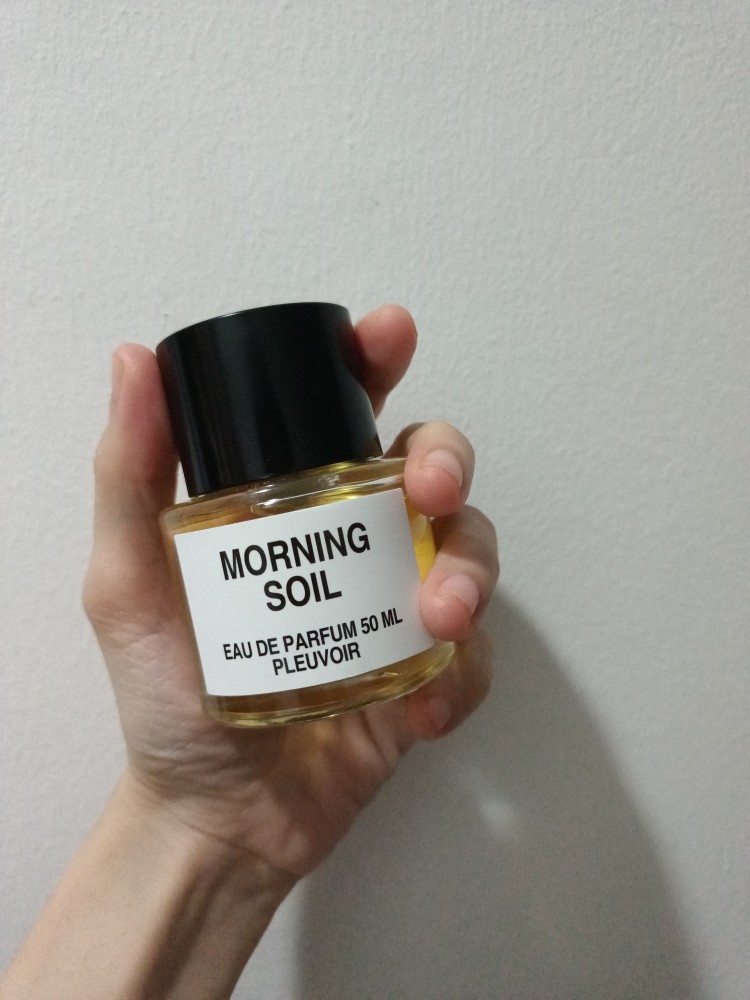 MORNING
SOIL
EAU DE PARFUM 50 ML
PLEUVOIR